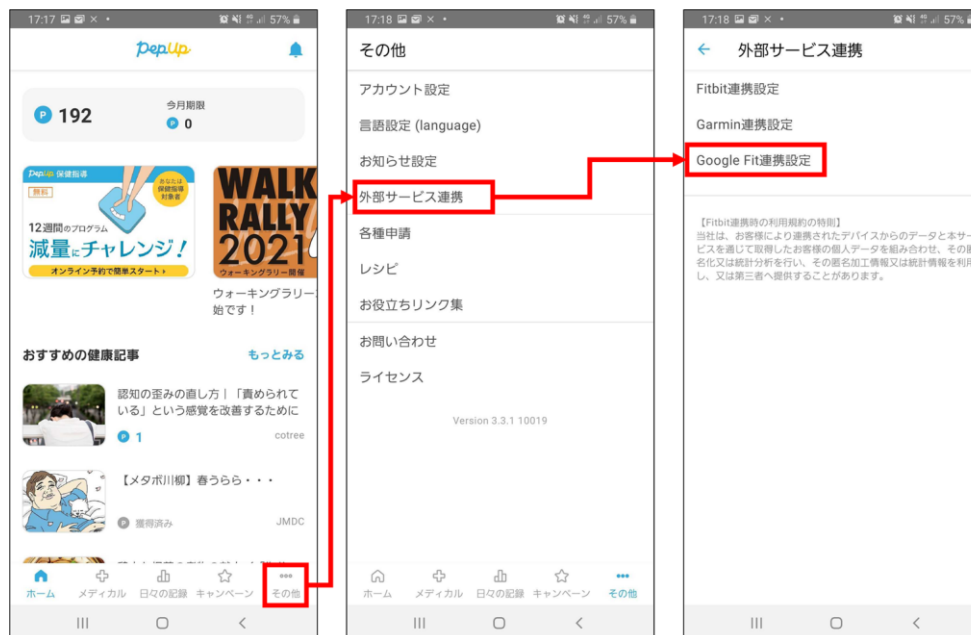 17:17 57%
PepUp
P 192
今月期限
P 0
PepUp 保健指導
無料
あなたは
保健指導
対象者
12週間のプログラム
減量にチャレンジ!
オンライン予約で簡単スタート
WALK
RALLY
2021
ウォーキングラリー開催
ウォーキングラリー
始です!
おすすめの健康記事
もっとみる
認知の歪みの直し方｜「責められて
いる」という感覚を改善するために
P 1
cotree
【メタボ川柳】春うらら・・・
P 獲得済み
JMDC
ホーム
メディカル
日々の記録
キャンペーン
その他
17:18 57%
その他
アカウント設定
言語設定 (language)
お知らせ設定
外部サービス連携
各種申請
レシピ
お役立ちリンク集
お問い合わせ
ライセンス
Version 3.3.1 10019
ホーム
メディカル
日々の記録
キャンペーン
その他
17:18 57%
外部サービス連携
Fitbit連携設定
Garmin連携設定
Google Fit連携設定
【Fitbit連携時の利用規約の特則】
当社は、お客様により連携されたデバイスからのデータと本サー
ビスを通じて取得したお客様の個人データを組み合わせ、その匿
名化又は統計分析を行い、その匿名加工情報又は統計情報を利用
し、又は第三者へ提供することがあります。